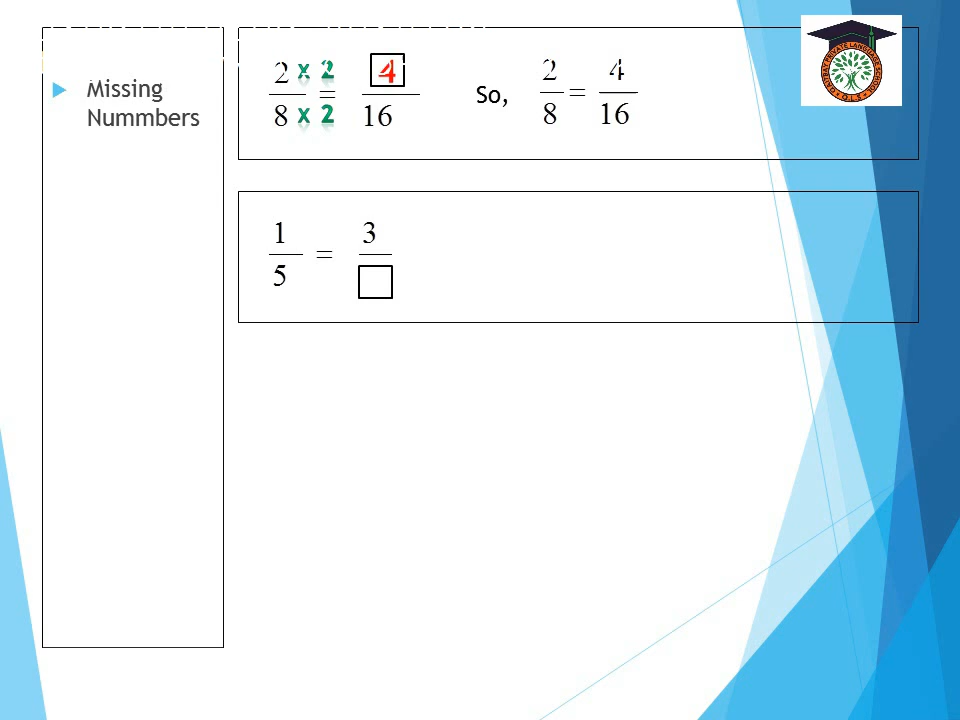 Missing
Nummbers
2 x 2 = 4
8 x 2 16
So, 2 = 4
8 16
1 = 3
5